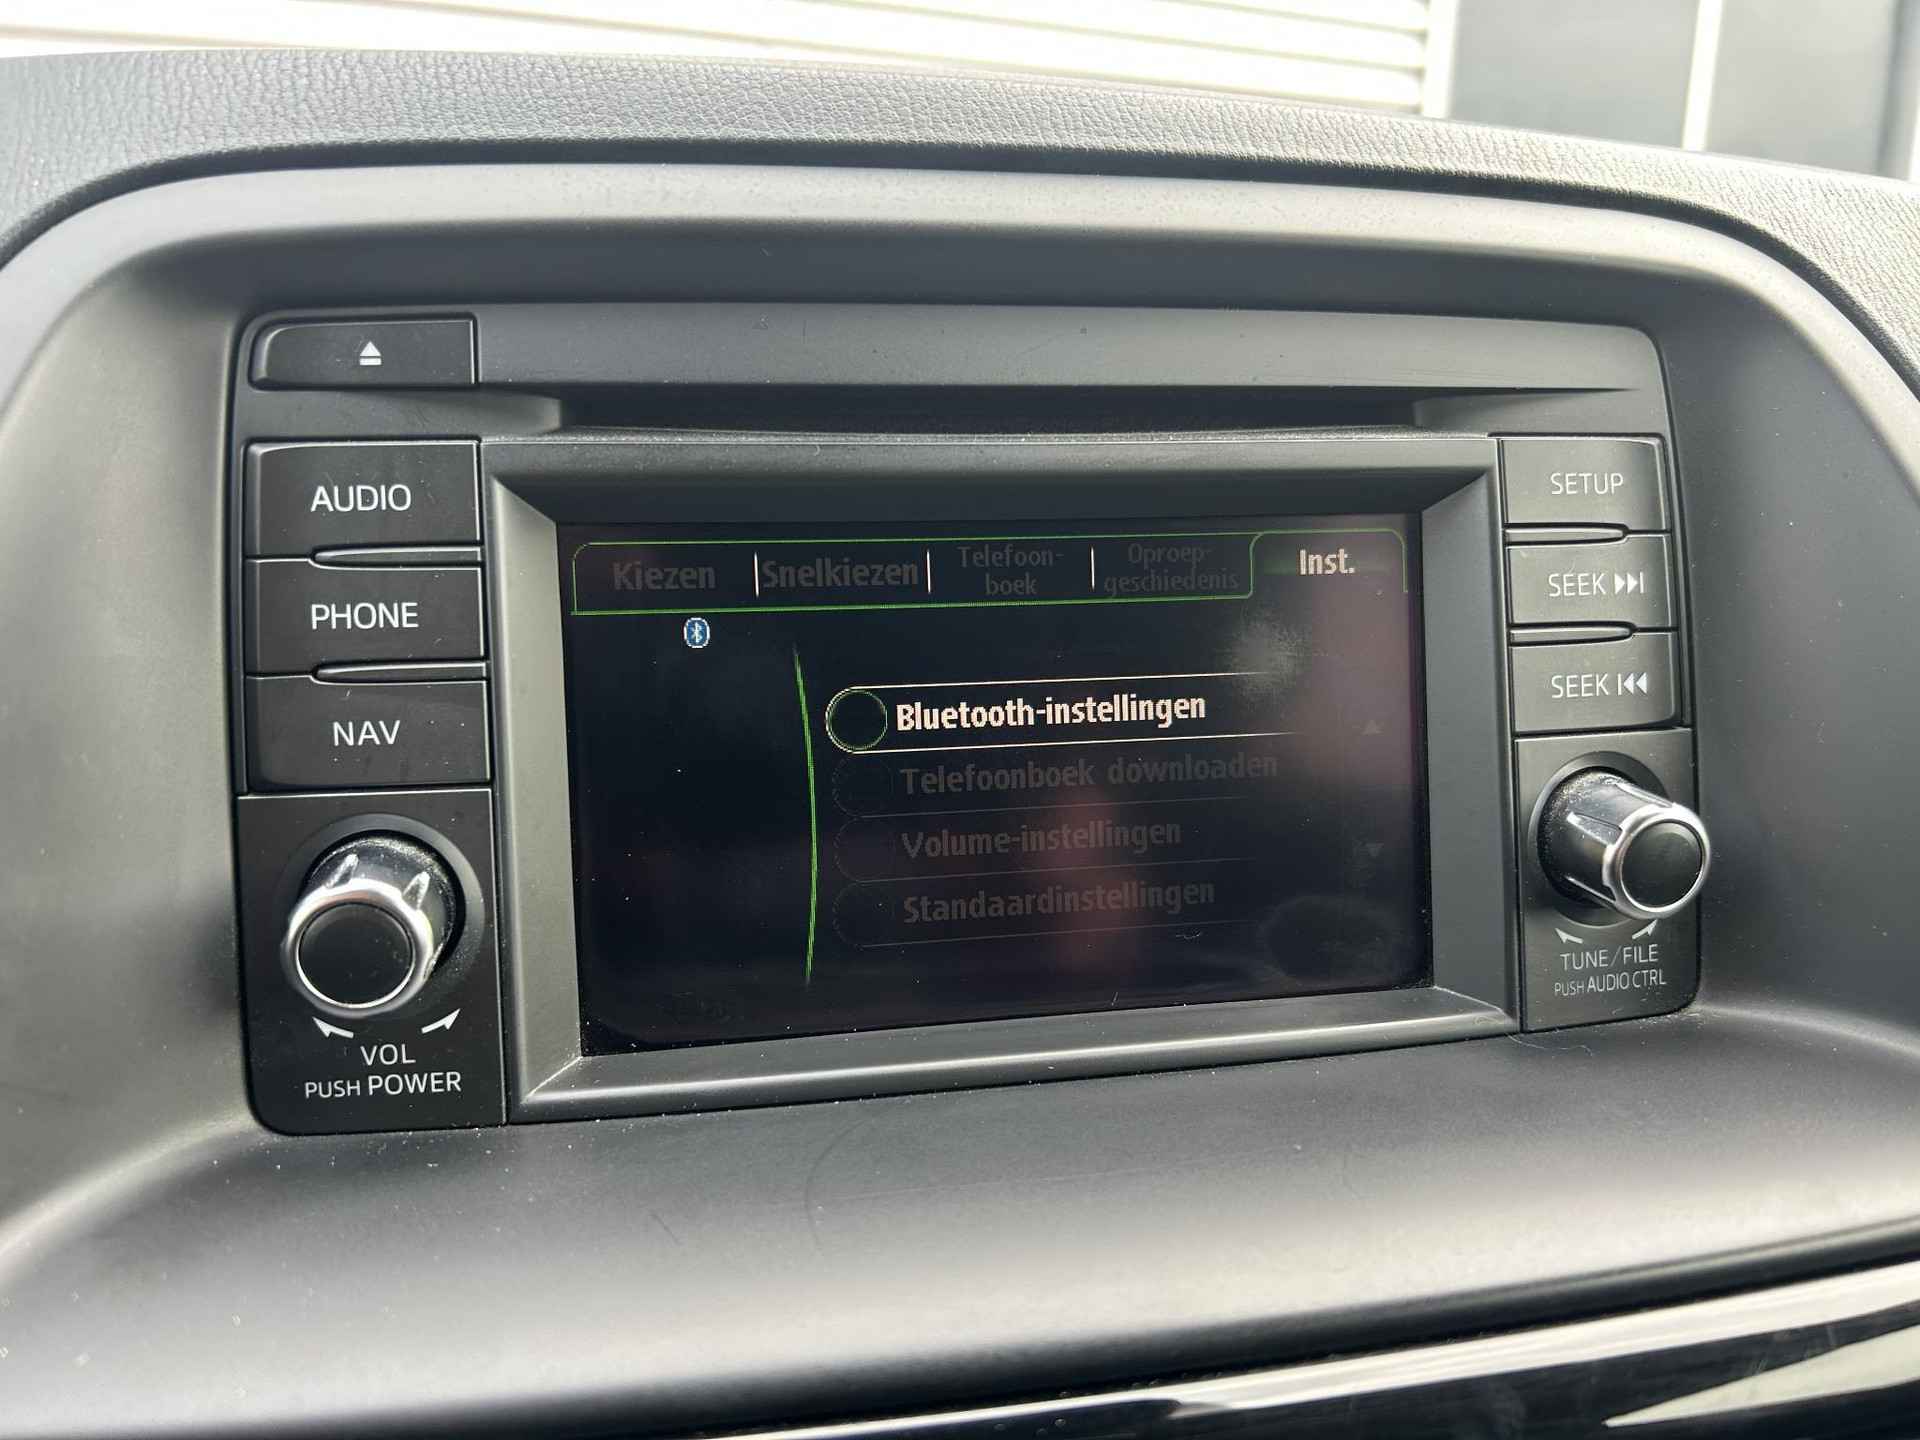 AUDIO
PHONE
NAV
VOL
PUSH POWER
Kiezen
Snelkiezen
Telefoon-
boek
Oproep-
geschiedenis
Inst.
Bluetooth-instellingen
Telefoonboek downloaden
Volume-instellingen
Standaardinstellingen
SETUP
SEEK
SEEK
TUNE/FILE
PUSH AUDIO CTRL